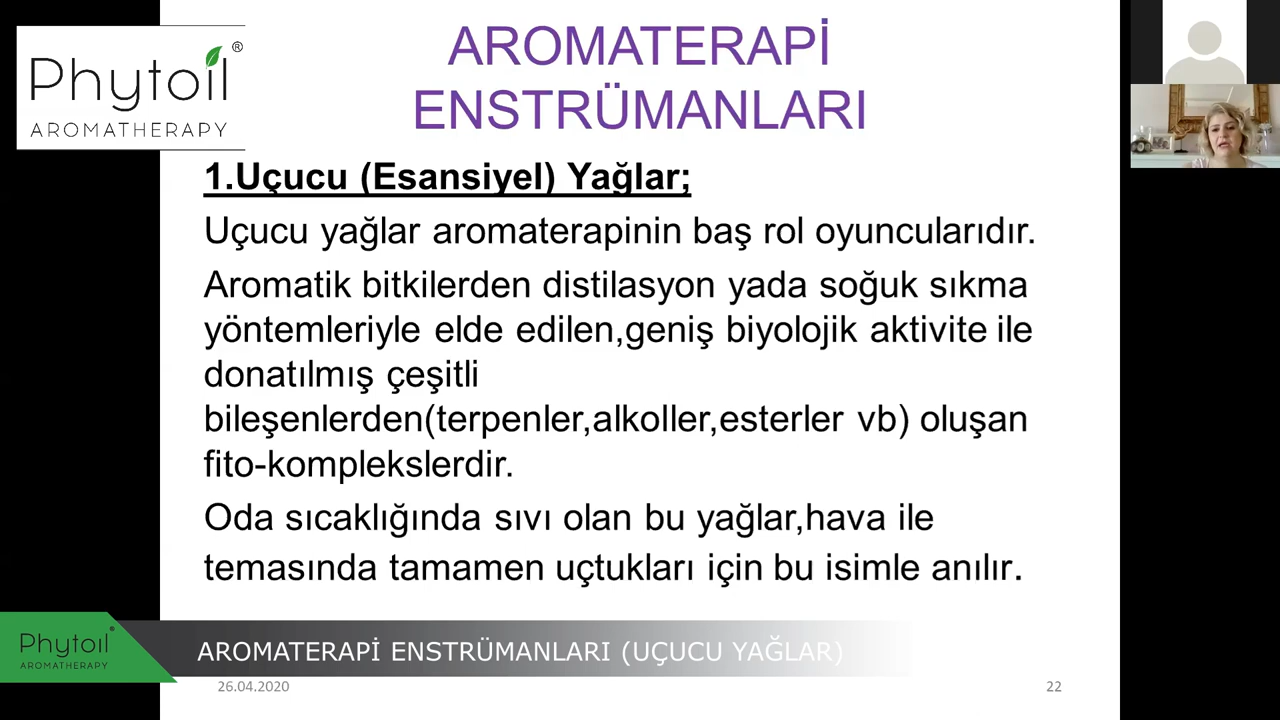 Phytoil®
AROMATHERAPY
AROMATERAPİ
ENSTRÜMANLARI
1.Uçucu (Esansiyel) Yağlar;
Uçucu yağlar aromaterapinin baş rol oyuncularıdır.
Aromatik bitkilerden distilasyon yada soğuk sıkma
yöntemleriyle elde edilen,geniş biyolojik aktivite ile
donatılmış çeşitli
bileşenlerden(terpenler,alkoller,esterler vb) oluşan
fito-komplekslerdir.
Oda sıcaklığında sıvı olan bu yağlar,hava ile
temasında tamamen uçtukları için bu isimle anılır.
Phytoil®
AROMATHERAPY
AROMATERAPİ ENSTRÜMANLARI (UÇUCU YAĞLAR)
26.04.2020
22